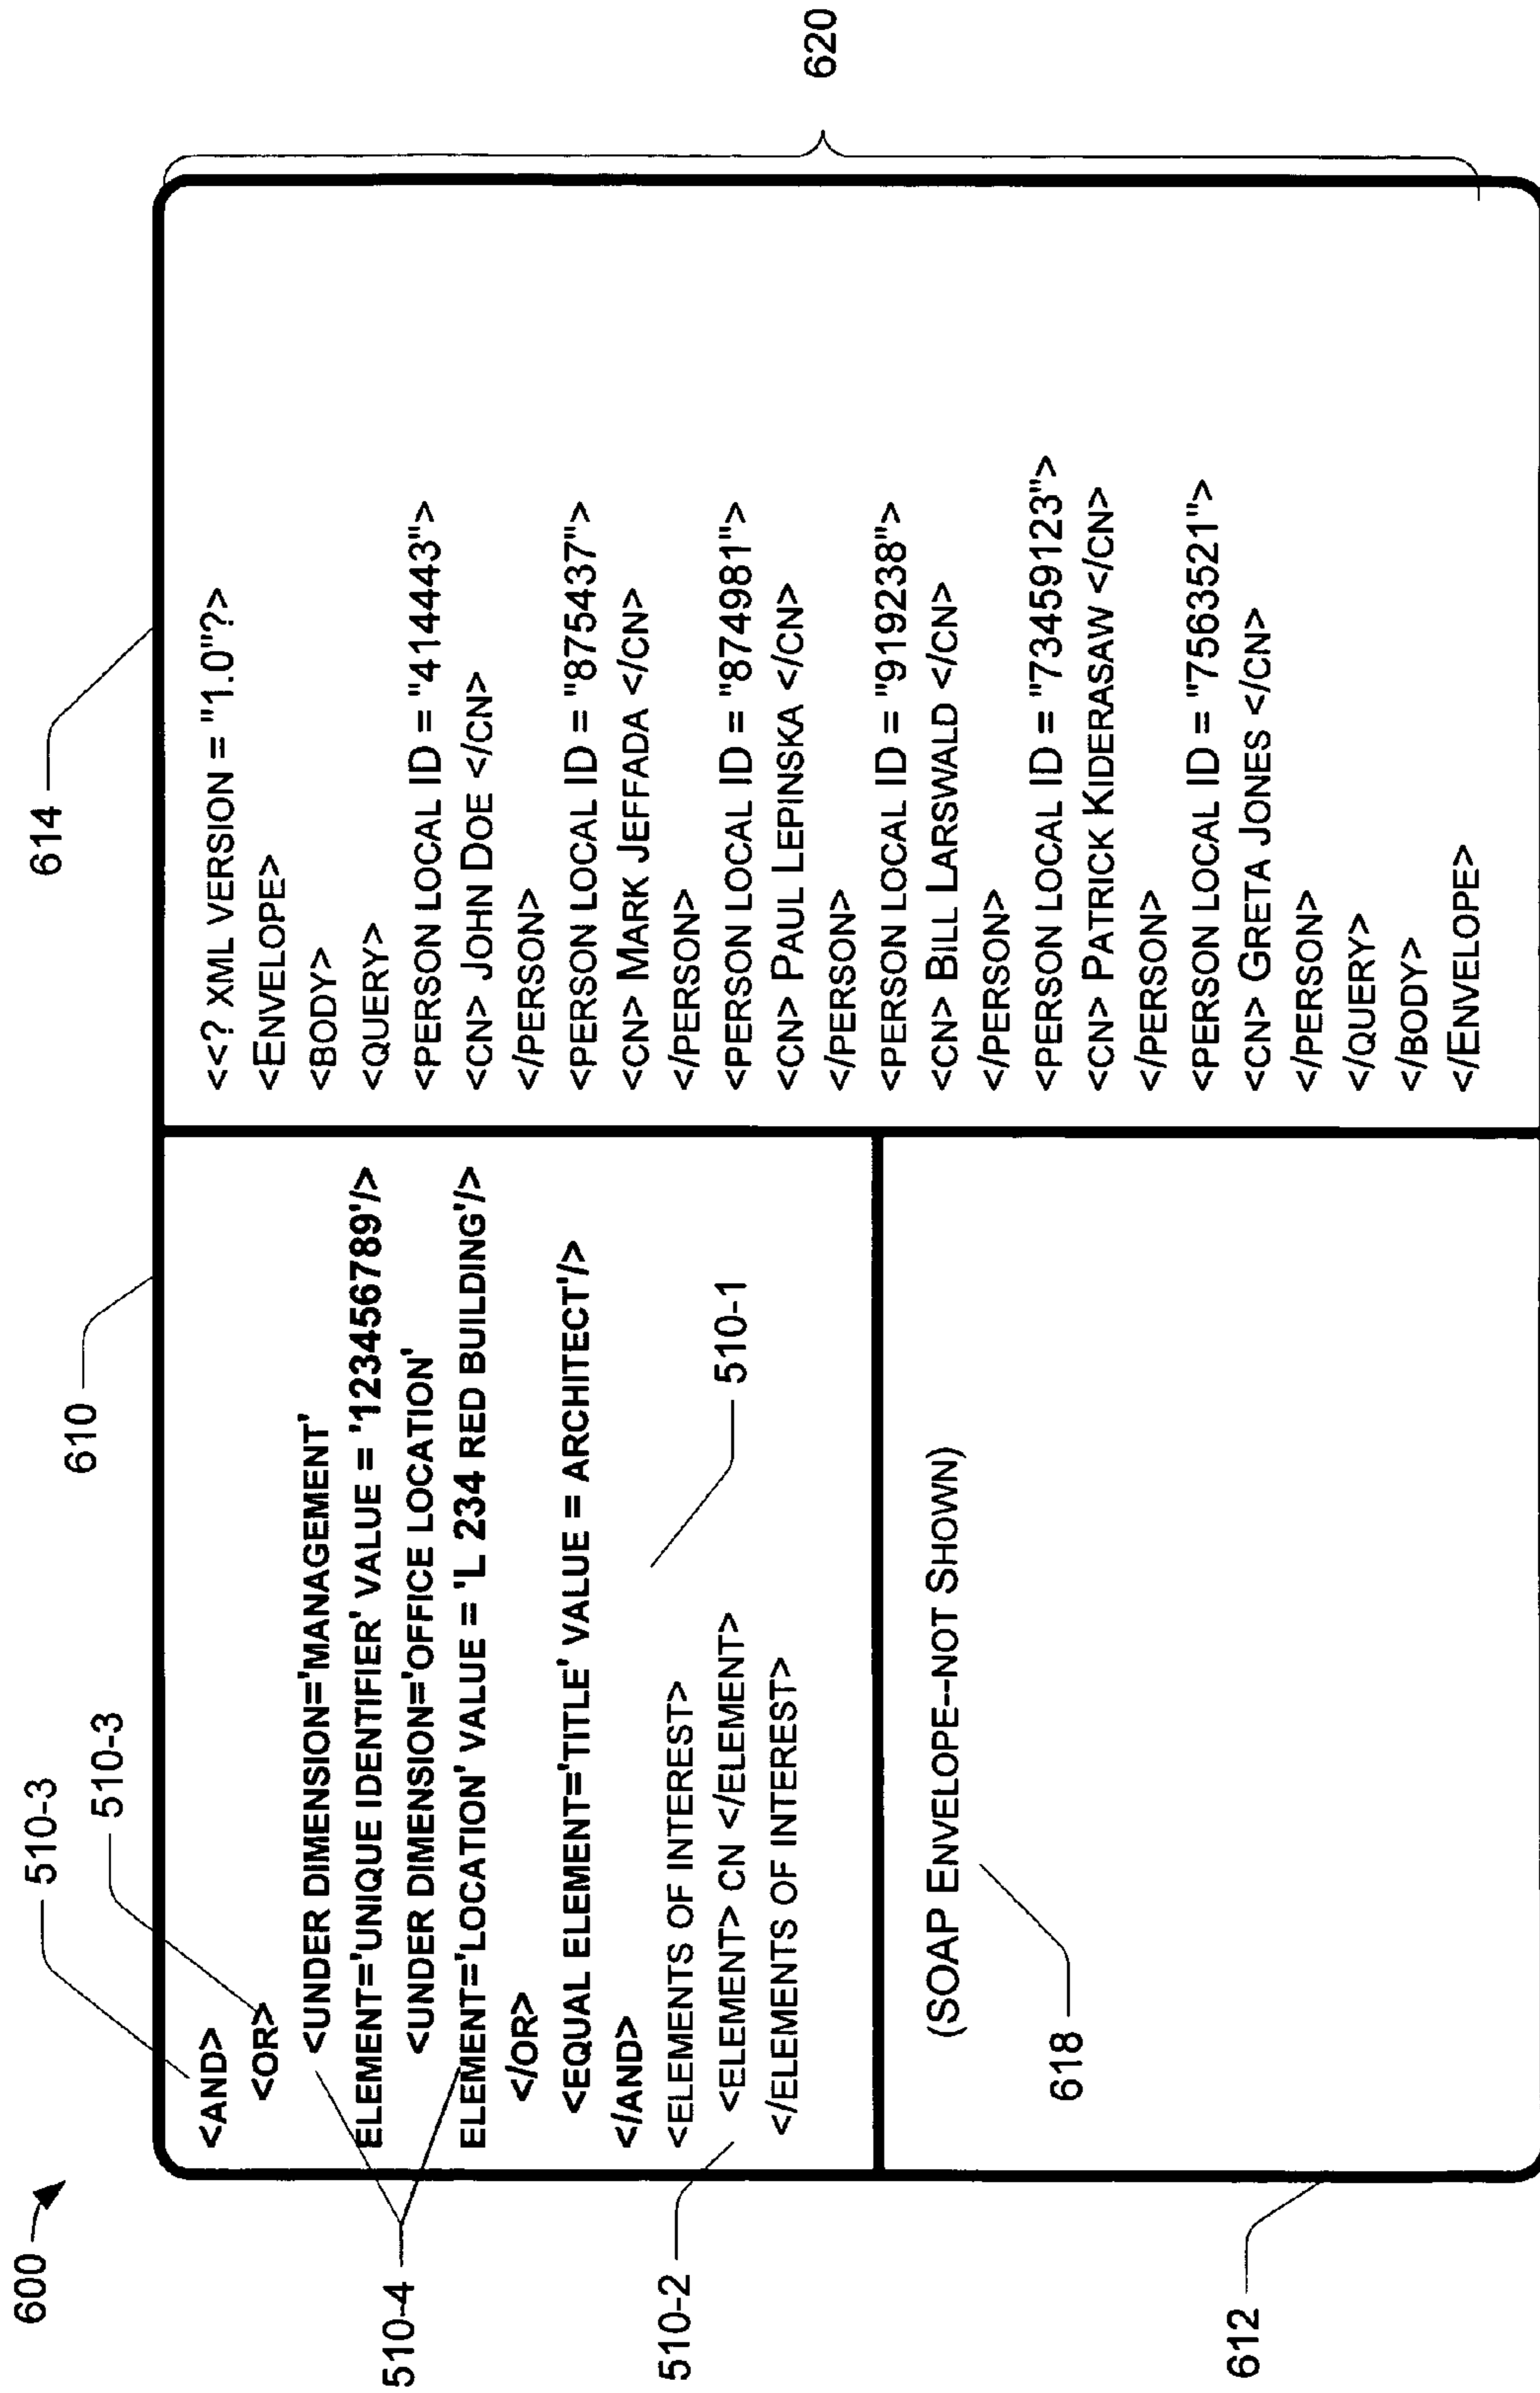 600
510-3
510-3
610
614
<AND>
<OR>
<UNDER DIMENSION='MANAGEMENT'
ELEMENT='UNIQUE IDENTIFIER' VALUE = '123456789'/>
<UNDER DIMENSION='OFFICE LOCATION'
ELEMENT='LOCATION' VALUE = 'L 234 RED BUILDING'/>
</OR>
<EQUAL ELEMENT='TITLE' VALUE = ARCHITECT'/>
</AND>
<ELEMENTS OF INTEREST>
<ELEMENT> CN </ELEMENT>
</ELEMENTS OF INTEREST>
510-4
510-2
510-1
(SOAP ENVELOPE--NOT SHOWN)
618
612
<<? XML VERSION = "1.0"?>
<ENVELOPE>
<BODY>
<QUERY>
<PERSON LOCAL ID = "414443">
<CN> JOHN DOE </CN>
</PERSON>
<PERSON LOCAL ID = "875437">
<CN> MARK JEFFADA </CN>
</PERSON>
<PERSON LOCAL ID = "874981">
<CN> PAUL LEPINSKA </CN>
</PERSON>
<PERSON LOCAL ID = "919238">
<CN> BILL LARSWALD </CN>
</PERSON>
<PERSON LOCAL ID = "73459123">
<CN> PATRICK KIDERASAW </CN>
</PERSON>
<PERSON LOCAL ID = "7563521">
<CN> GRETA JONES </CN>
</PERSON>
</QUERY>
</BODY>
</ENVELOPE>
620